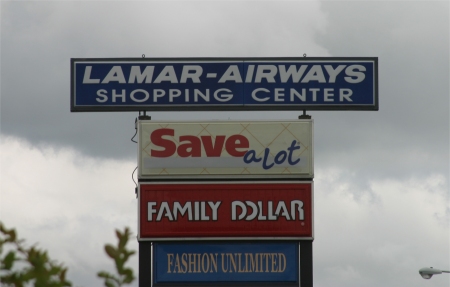 LAMAR-AIRWAYS
SHOPPING CENTER
Save
a lot
FAMILY DOLLAR
FASHION UNLIMITED